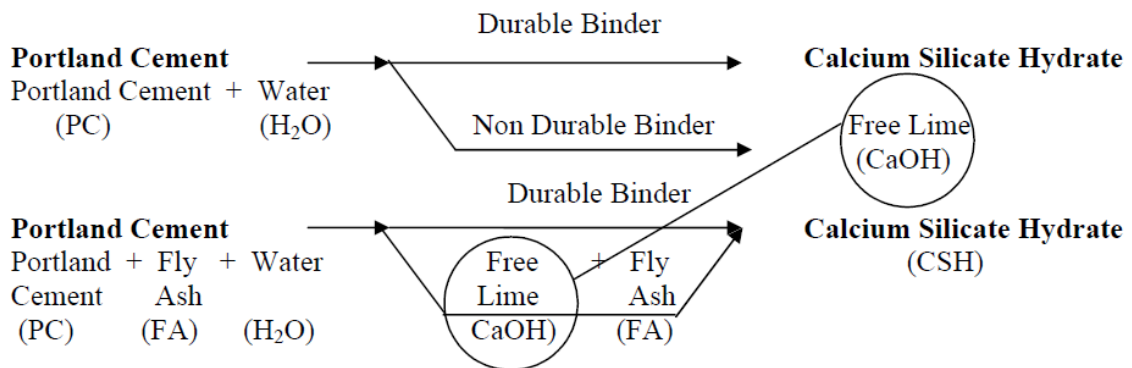 Durable Binder
Portland Cement Calcium Silicate Hydrate
Portland Cement + Water
(PC) (H₂O) Non Durable Binder Free Lime
(CaOH)
Durable Binder
Portland Cement Calcium Silicate Hydrate
Portland + Fly + Water Free + Fly (CSH)
Cement Ash Lime Ash
(PC) (FA) (H₂O) CaOH) (FA)